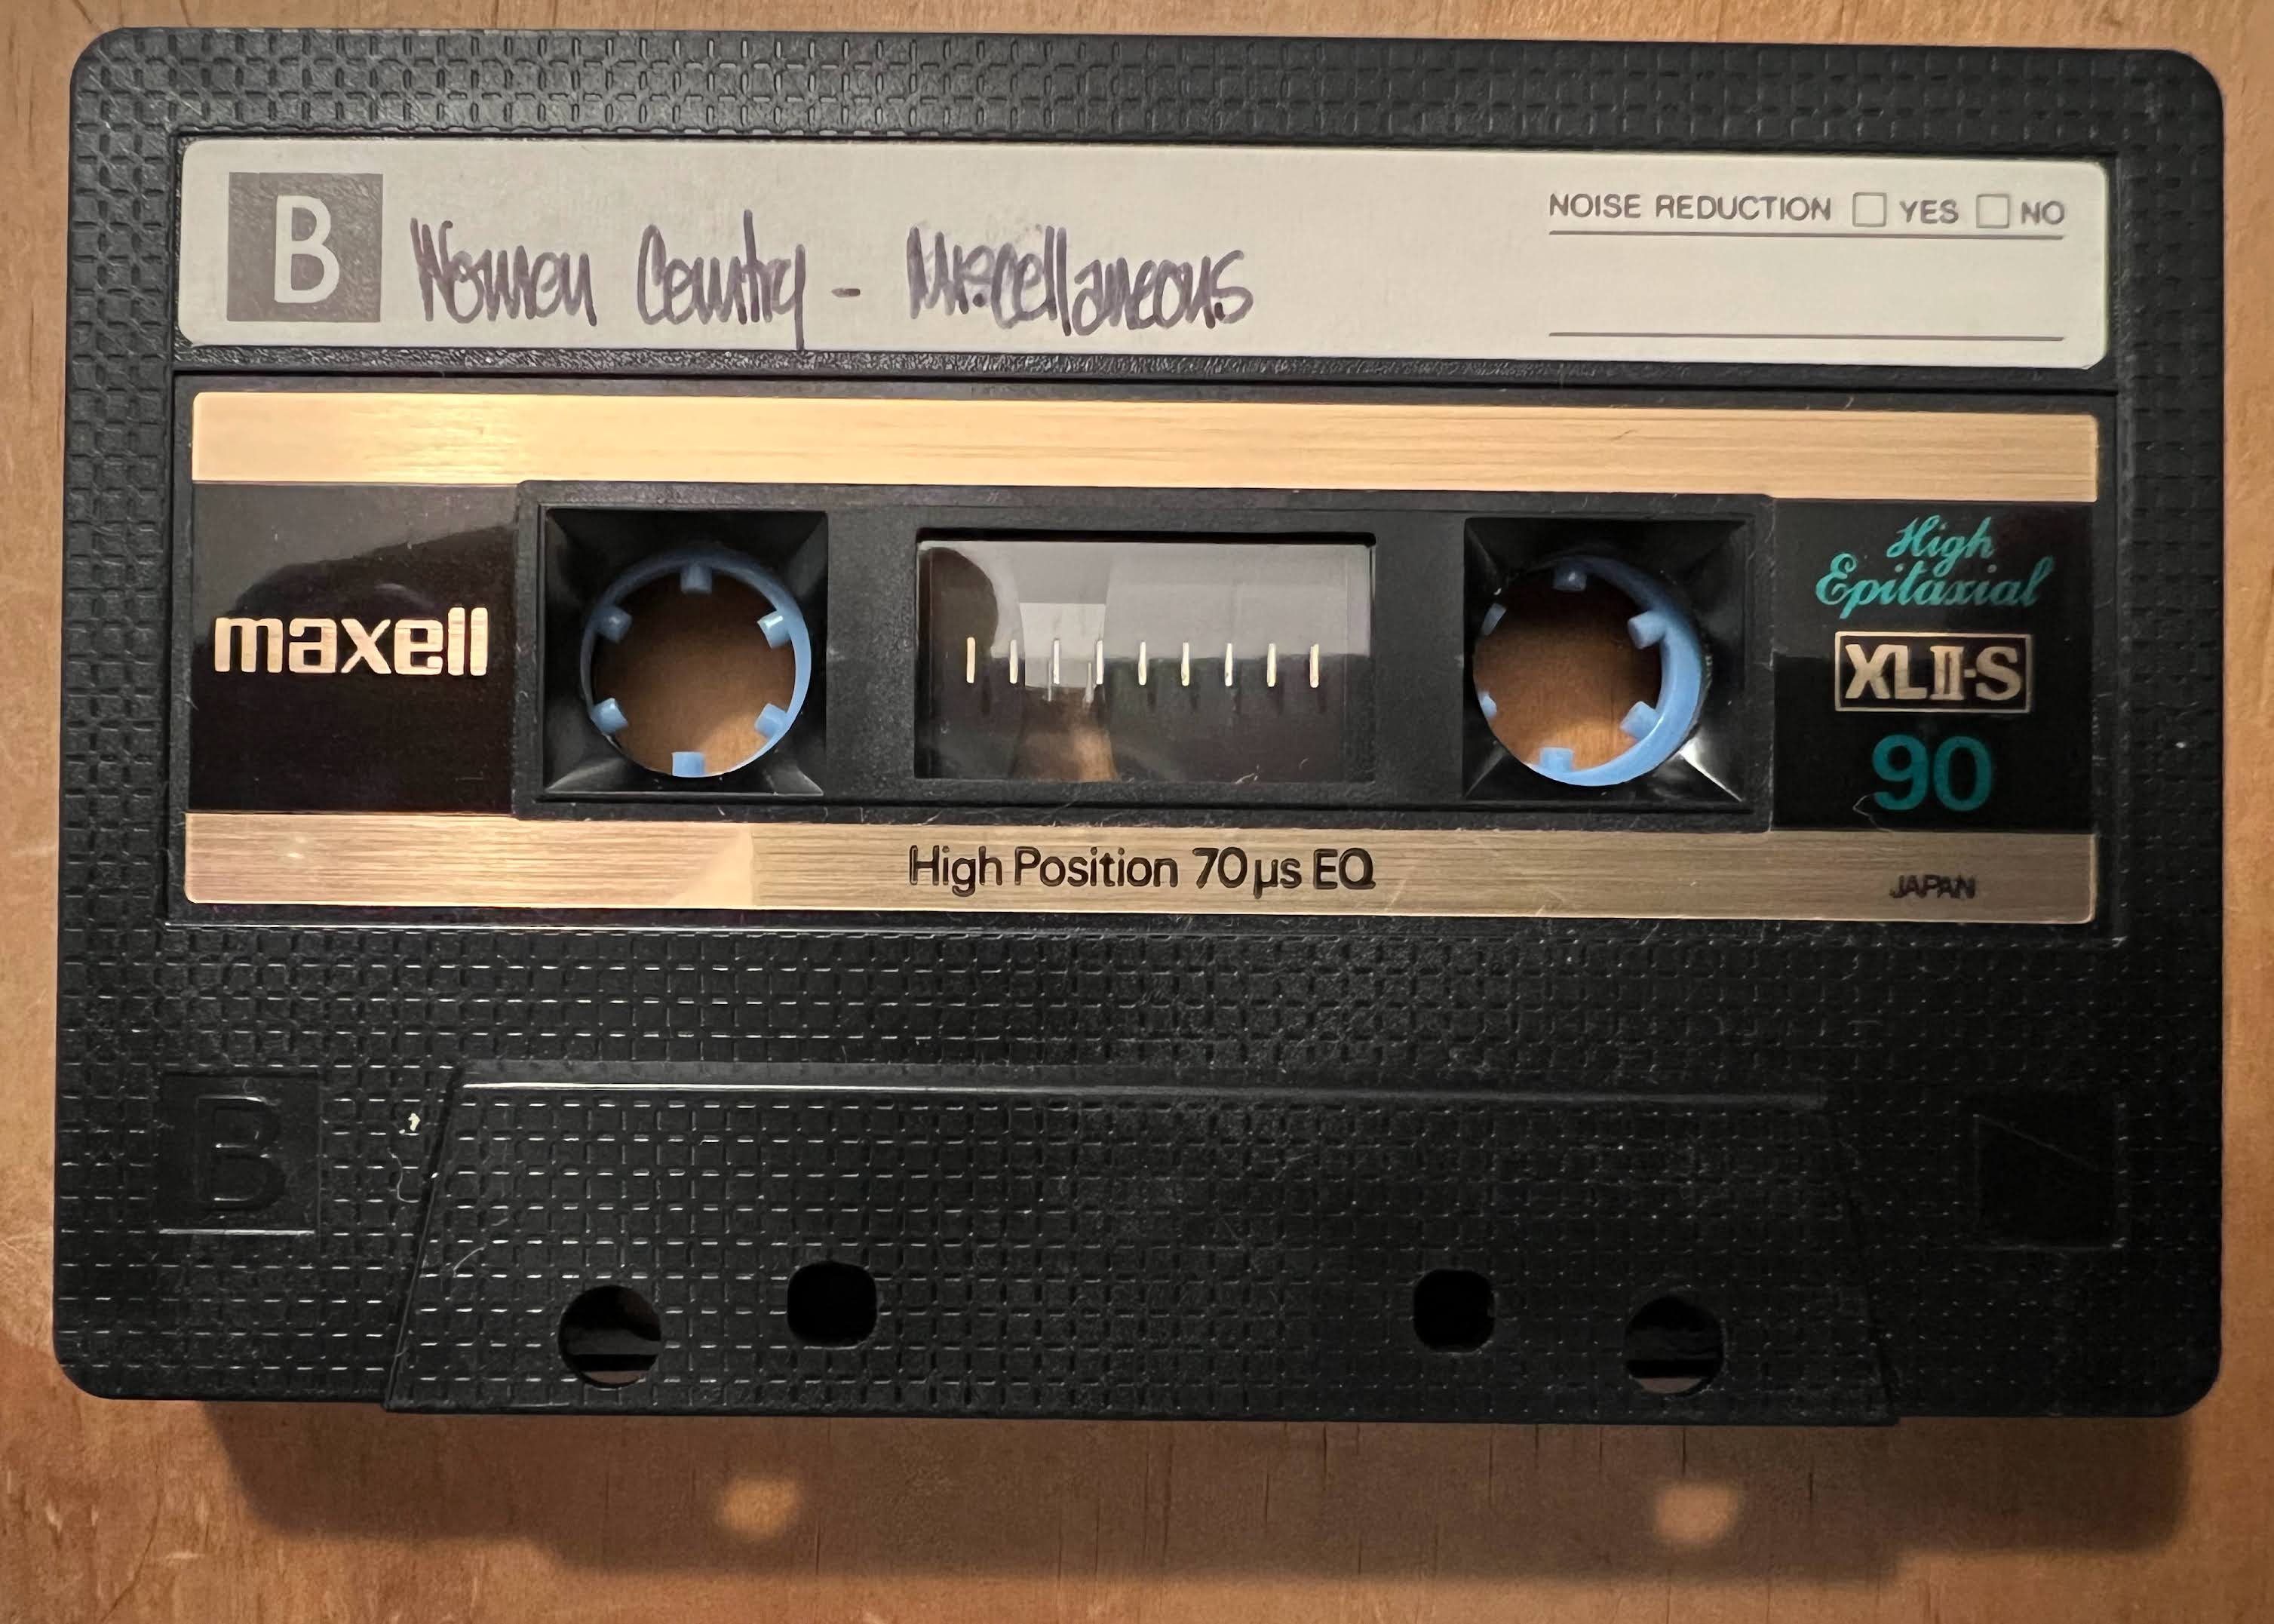 B Women Country - Miscellaneous
NOISE REDUCTION YES NO
maxell
High
Epitaxial
XLII-S
90
High Position 70µs EQ
JAPAN
B